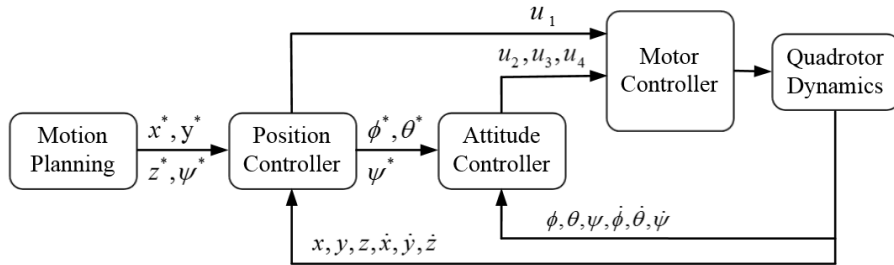 u₁
u₂,u₃,u₄
Motor
Controller
Quadrotor
Dynamics
Motion
Planning
x*,y*
z*,ψ*
Position
Controller
ϕ*,θ*
ψ*
Attitude
Controller
ϕ,θ,ψ,ϕ̇,θ̇,ψ̇
x,y,z,ẋ,ẏ,ż